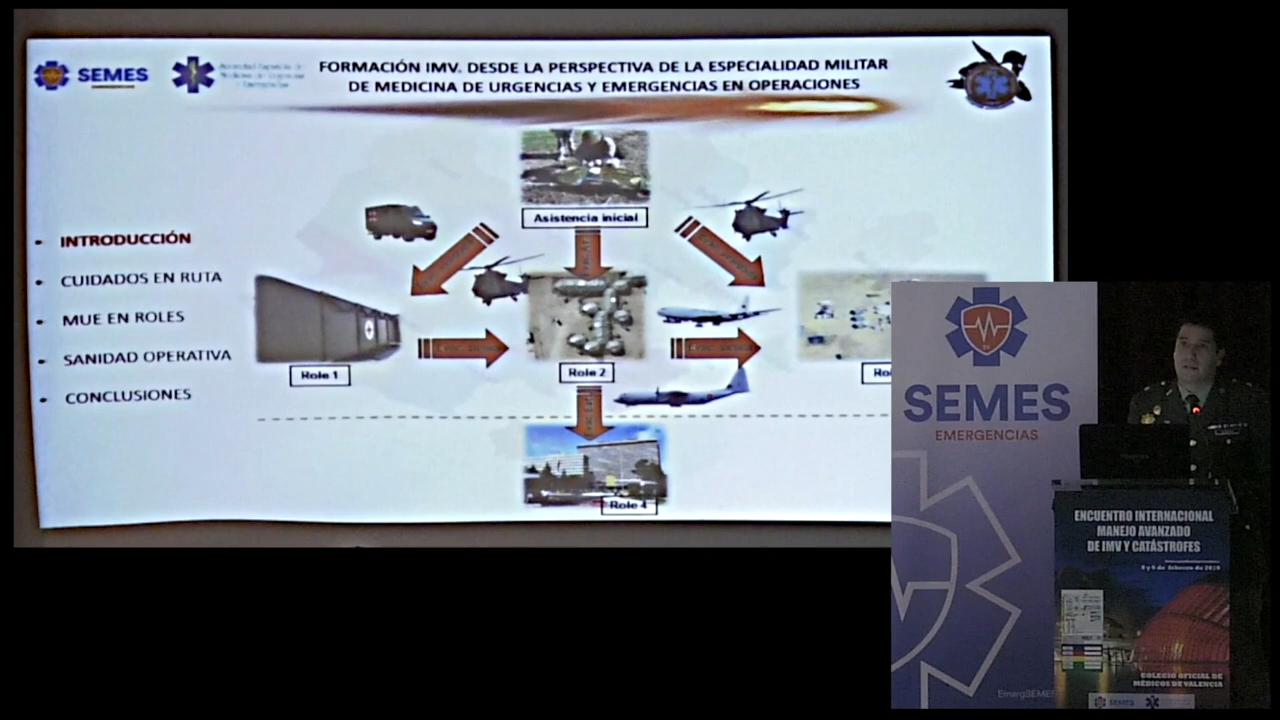 SEMES
FORMACIÓN IMV. DESDE LA PERSPECTIVA DE LA ESPECIALIDAD MILITAR
DE MEDICINA DE URGENCIAS Y EMERGENCIAS EN OPERACIONES
• INTRODUCCIÓN
• CUIDADOS EN RUTA
• MUE EN ROLES
• SANIDAD OPERATIVA
• CONCLUSIONES
Asistencia inicial
Role 1
Role 2
Role 4
SEMES
EMERGENCIAS
ENCUENTRO INTERNACIONAL
MANEJO AVANZADO
DE IMV Y CATÁSTROFES
COLEGIO OFICIAL DE
MÉDICOS DE VALENCIA
SEMES